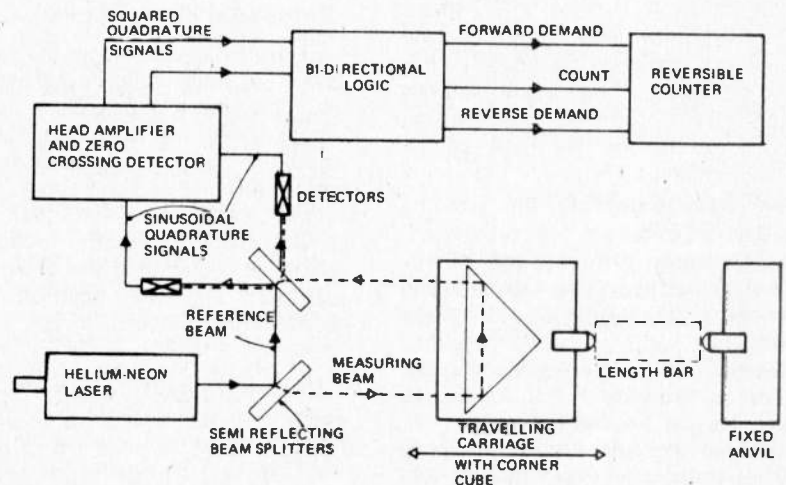 SQUARED
QUADRATURE
SIGNALS
BI-DIRECTIONAL
LOGIC
FORWARD DEMAND
COUNT
REVERSE DEMAND
REVERSIBLE
COUNTER
HEAD AMPLIFIER
AND ZERO
CROSSING DETECTOR
DETECTORS
SINUSOIDAL
QUADRATURE
SIGNALS
REFERENCE
BEAM
HELIUM-NEON
LASER
MEASURING
BEAM
SEMI REFLECTING
BEAM SPLITTERS
LENGTH BAR
TRAVELLING
CARRIAGE
WITH CORNER
CUBE
FIXED
ANVIL